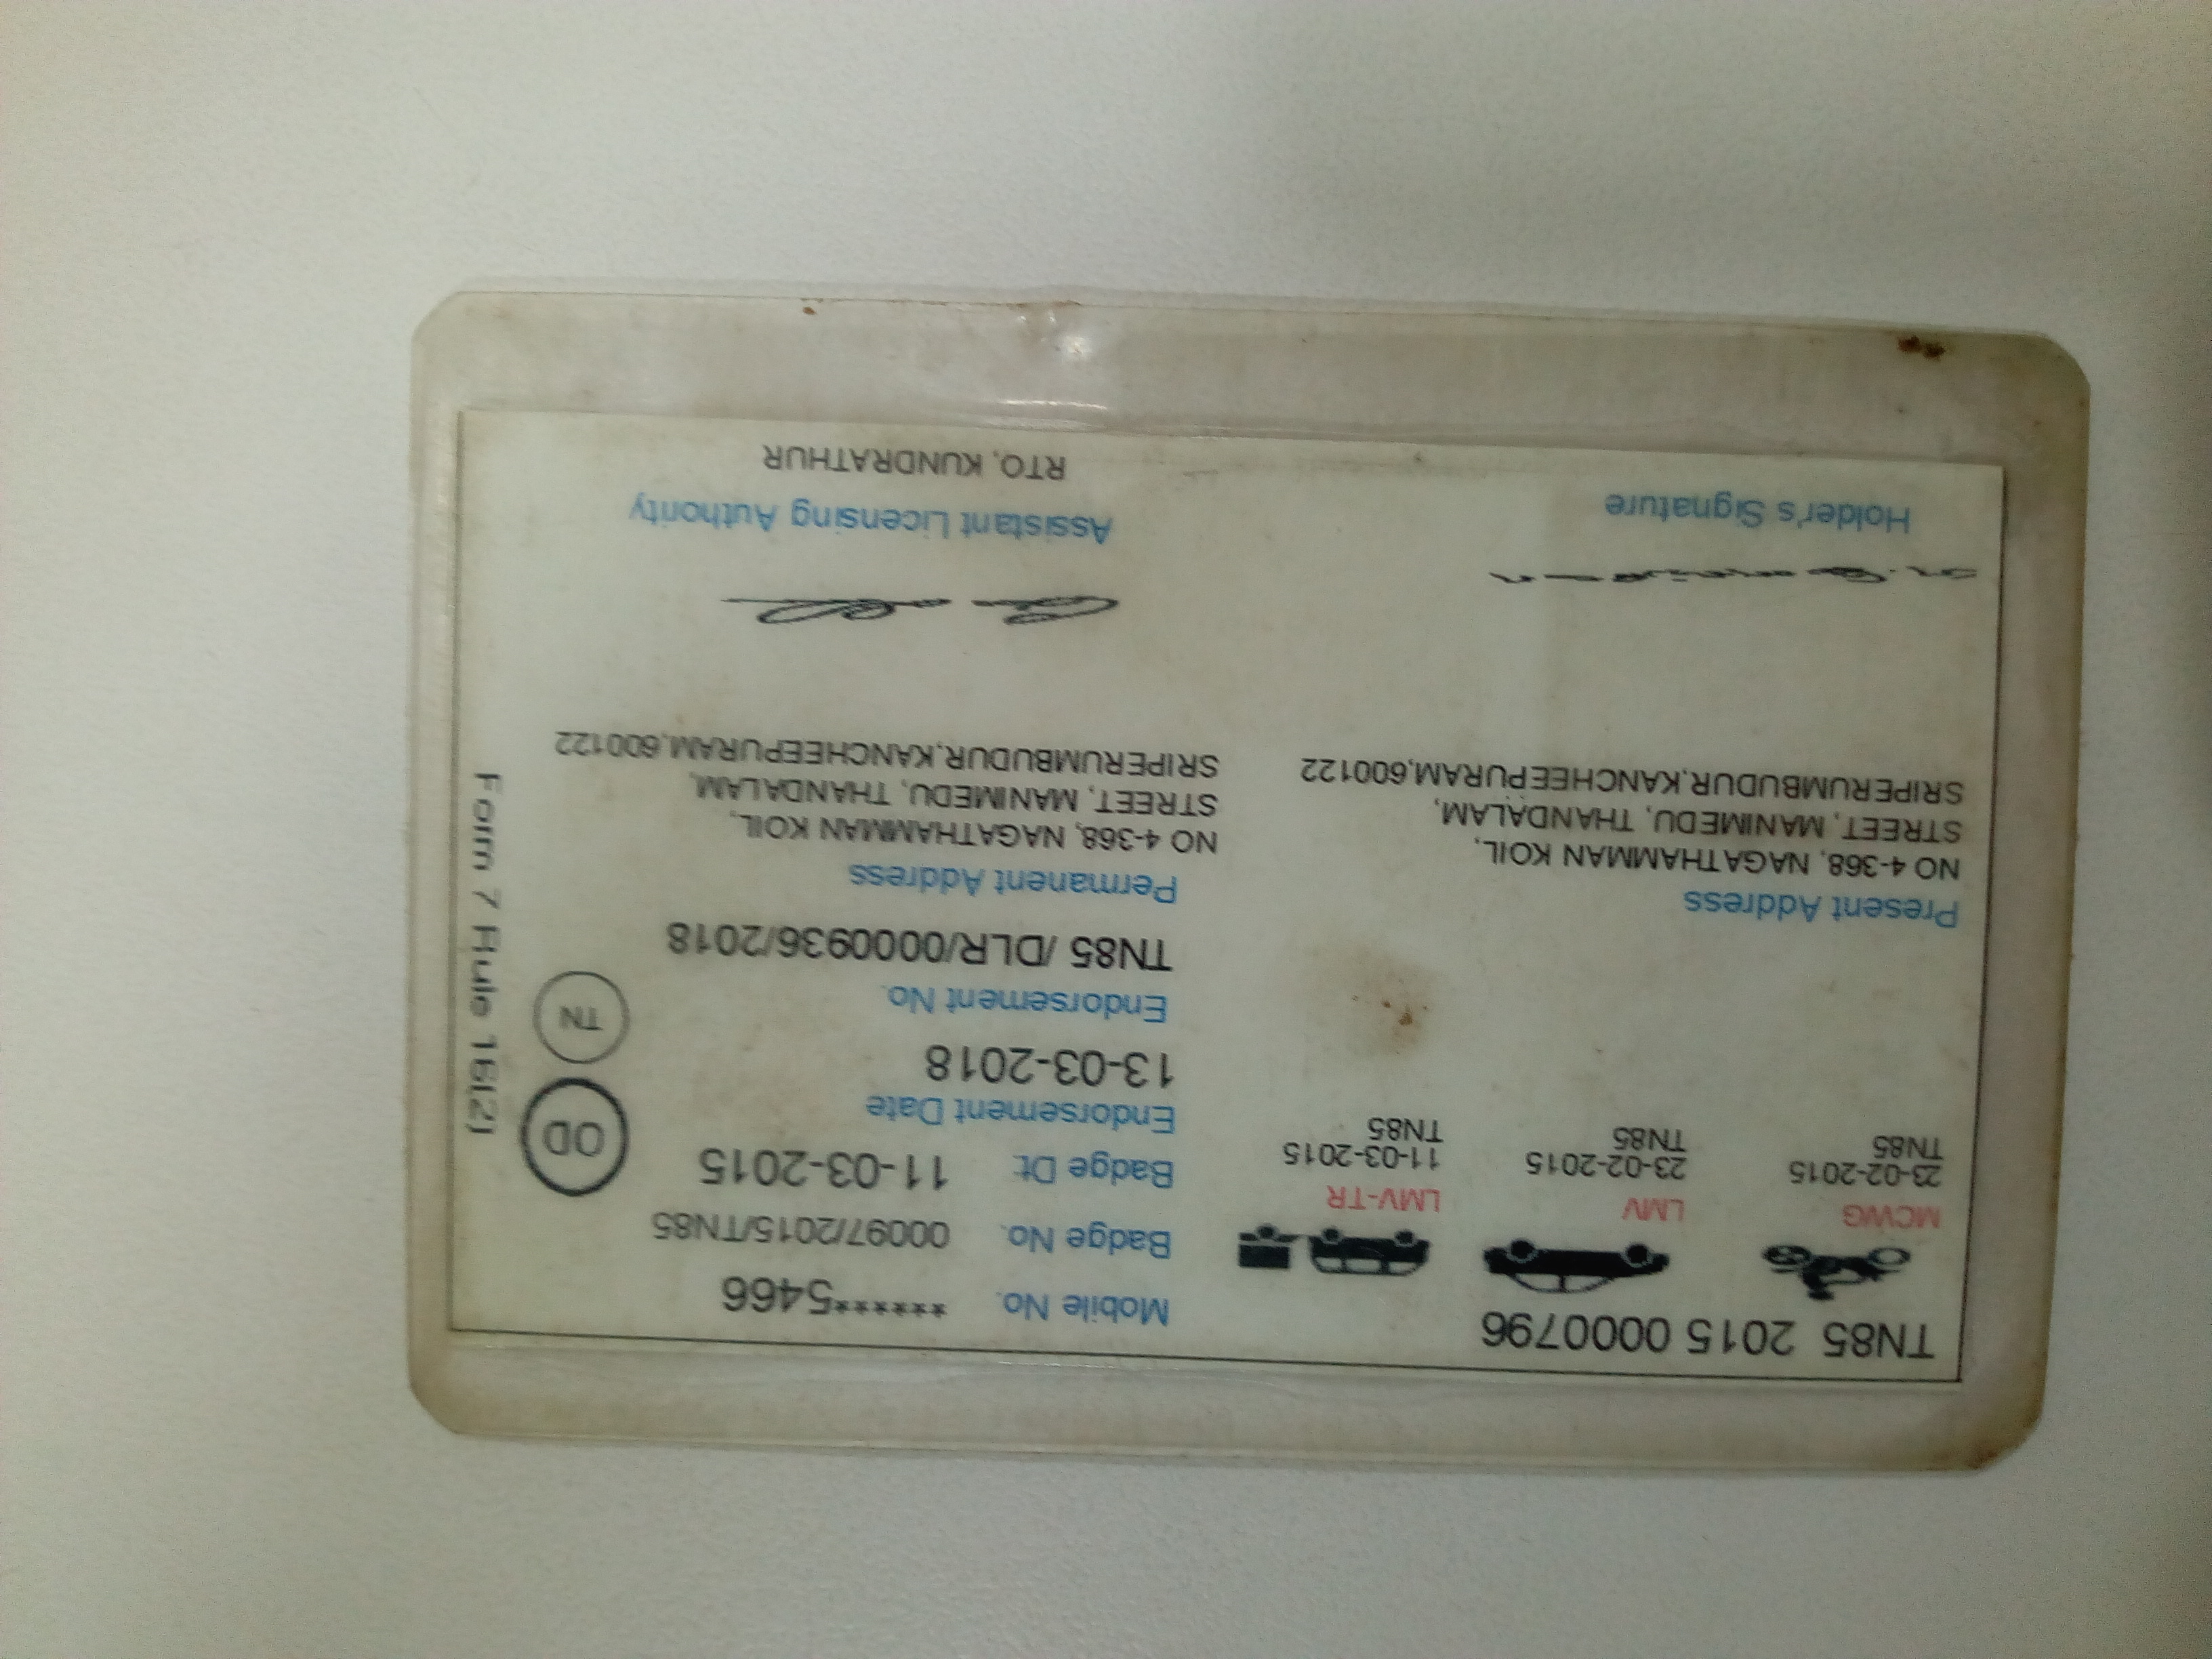 TN85 2015 0000796
MCWG
23-02-2015
TN85
LMV
23-02-2015
TN85
LMV-TR
11-03-2015
TN85
Present Address
NO 4-368, NAGATHAMMAN KOIL,
STREET, MANIMEDU, THANDALAM,
SRIPERUMBUDUR,KANCHEEPURAM,600122
Holder's Signature
Mobile No. ******5466
Badge No. 00097/2015/TN85
Badge Dt. 11-03-2015
Endorsement Date
13-03-2018
Endorsement No.
TN85 /DLR/0000936/2018
Permanent Address
NO 4-368, NAGATHAMMAN KOIL,
STREET, MANIMEDU, THANDALAM,
SRIPERUMBUDUR,KANCHEEPURAM,600122
Assistant Licensing Authority
RTO, KUNDRATHUR
OD
TN
Form 7 Rule 16(2)